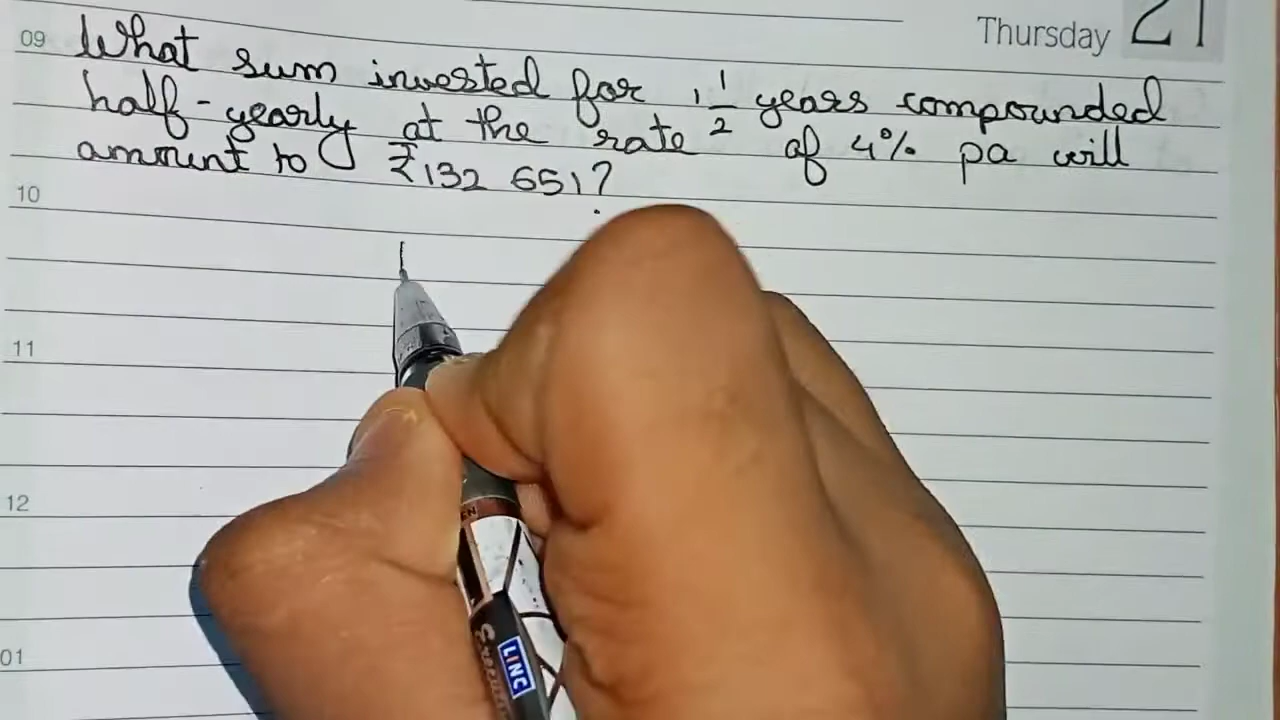 Thursday 21
09 What sum invested for 1 1/2 years compounded
half-yearly at the rate of 4% pa will
amount to ₹132 651?
10
11
12
01
LINC